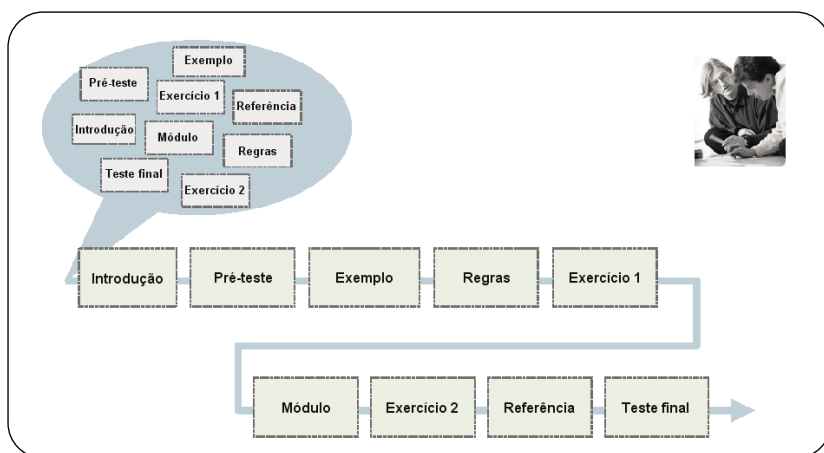 Exemplo
Pré-teste
Exercício 1
Referência
Introdução
Módulo
Regras
Teste final
Exercício 2
Introdução
Pré-teste
Exemplo
Regras
Exercício 1
Módulo
Exercício 2
Referência
Teste final